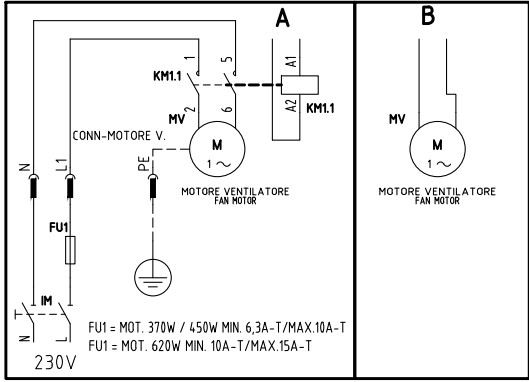 A
B
1
5
A1
KM1.1
A2
KM1.1
2
6
MV
MV
CONN-MOTORE V.
M
1 ~
M
1 ~
N
L1
PE
MOTORE VENTILATORE
FAN MOTOR
MOTORE VENTILATORE
FAN MOTOR
FU1
IM
N
L
FU1 = MOT. 370W / 450W MIN. 6,3A-T/MAX.10A-T
FU1 = MOT. 620W MIN. 10A-T/MAX.15A-T
230V